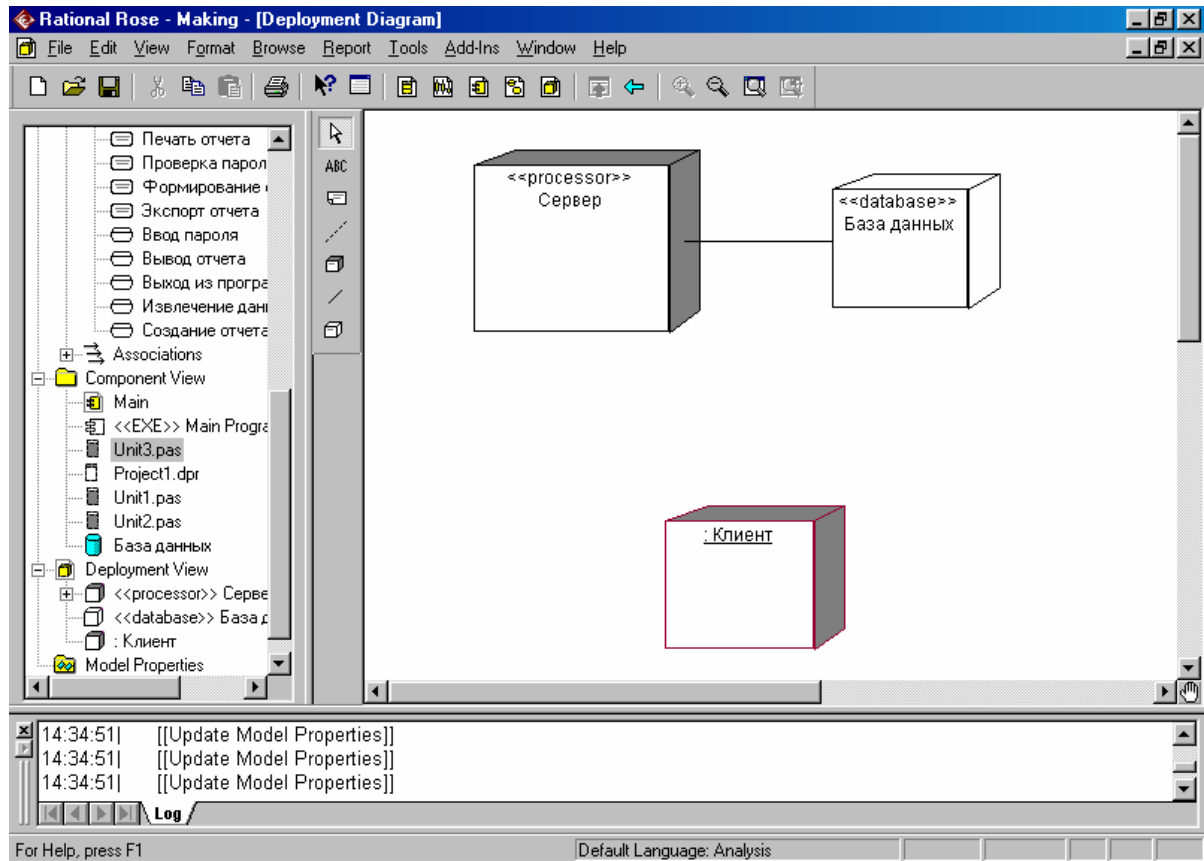 Rational Rose - Making - [Deployment Diagram]
File Edit View Format Browse Report Tools Add-Ins Window Help
Печать отчета
Проверка парол
Формирование
Экспорт отчета
Ввод пароля
Вывод отчета
Выход из програ
Извлечение дан
Создание отчета
Associations
Component View
Main
<<EXE>> Main Progra
Unit3.pas
Project1.dpr
Unit1.pas
Unit2.pas
База данных
Deployment View
<<processor>> Серве
<<database>> База д
: Клиент
Model Properties
ABC
<<processor>>
Сервер
<<database>>
База данных
: Клиент
14:34:51| [[Update Model Properties]]
14:34:51| [[Update Model Properties]]
14:34:51| [[Update Model Properties]]
Log
For Help, press F1
Default Language: Analysis